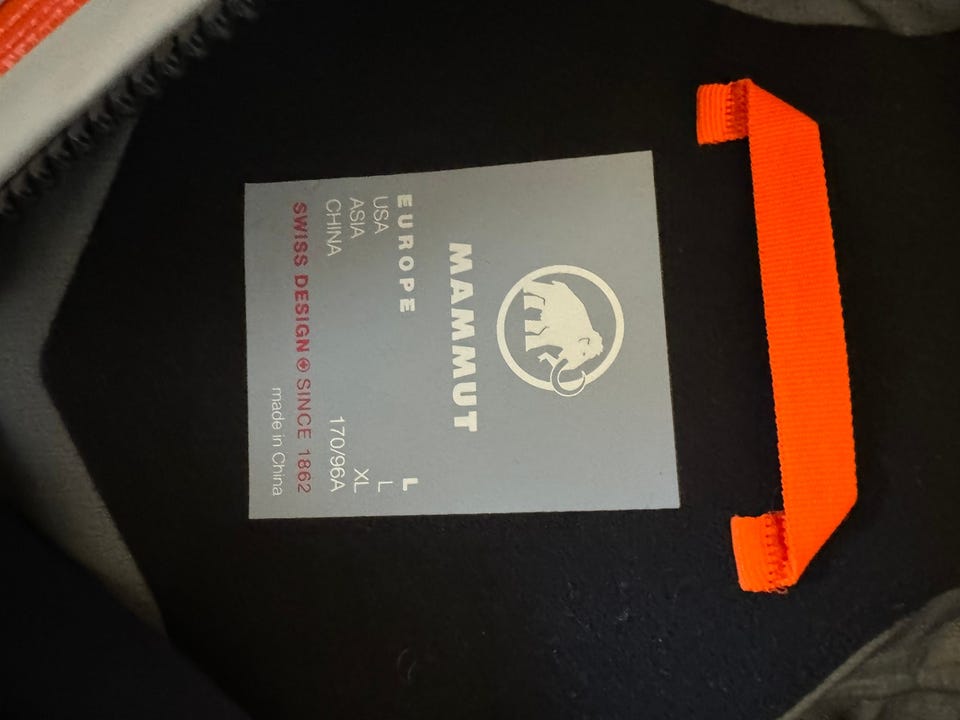 MAMMUT
EUROPE L
USA L
ASIA XL
CHINA 170/96A
SWISS DESIGN SINCE 1862
made in China